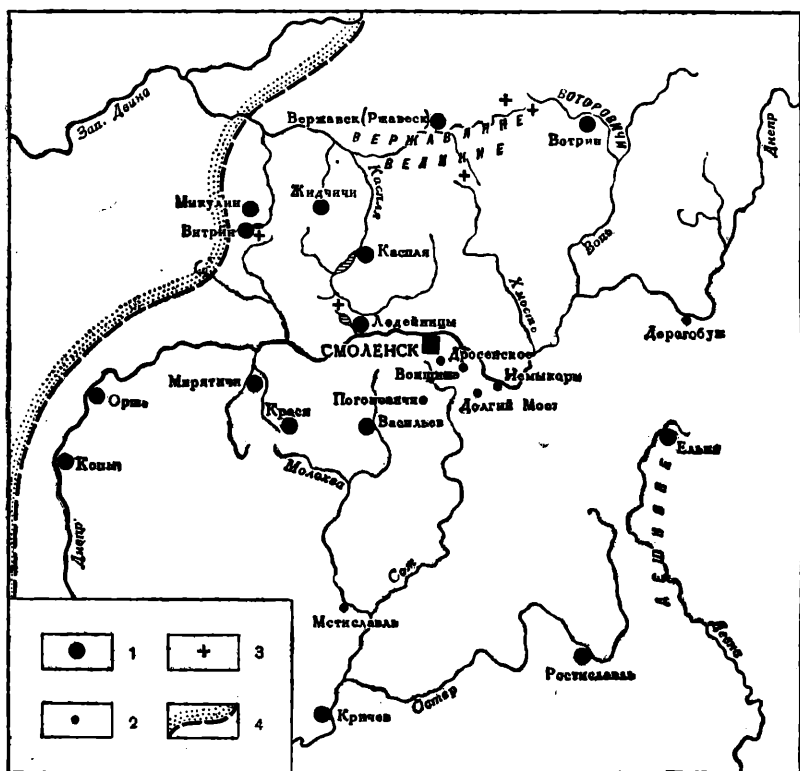 Зап. Двина
Вержавск (Ржавеск)
ВЕРЖАВЛЯНЕ
ВЕЛИКИЕ
ВОТОРОВИЧИ
Вотрин
Днепр
Микулин
Витрин
Жидчичи
Каспля
Каспля
Вопь
Хмость
Лодейницы
СМОЛЕНСК
Дросенское
Немыкоры
Долгий Мост
Дорогобуж
Орша
Мирятичи
Красн
Погоновичи
Васильев
Ельня
Копыс
Молохва
Днепр
Сож
Мстиславль
Десна
Ростиславль
Остер
Кричев
1
2
3
4